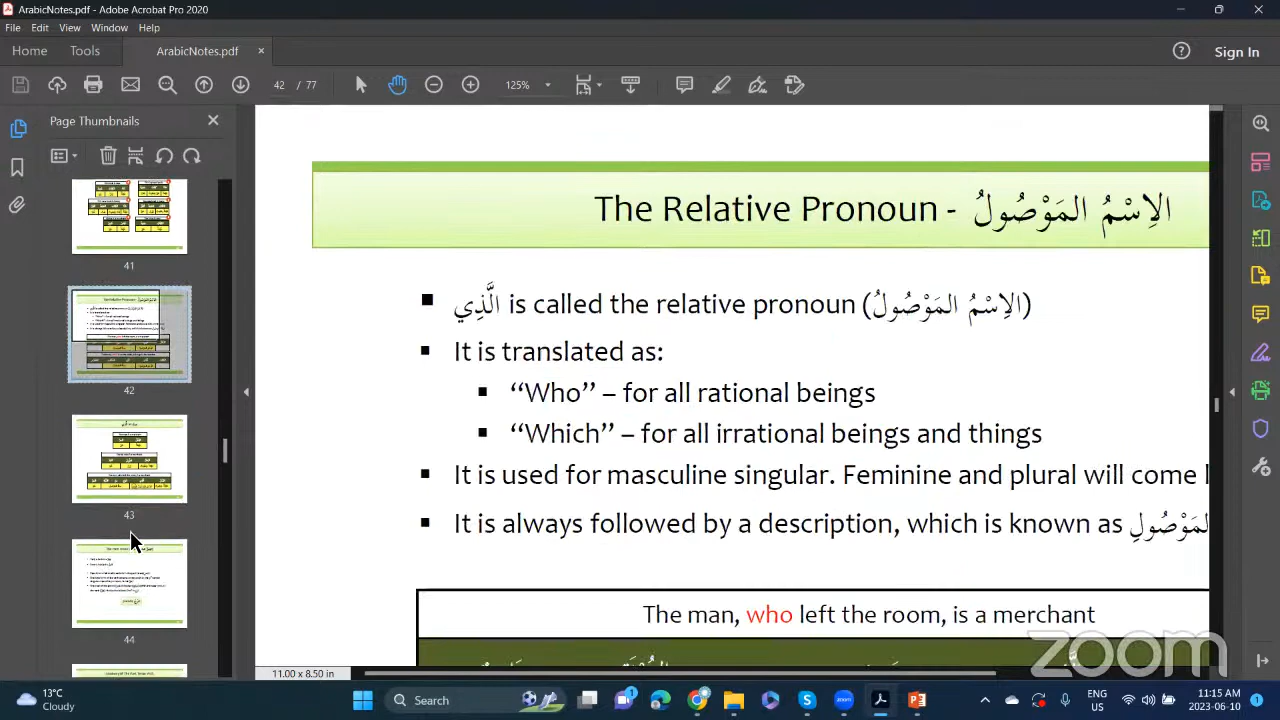 ArabicNotes.pdf - Adobe Acrobat Pro 2020
File Edit View Window Help
Home Tools ArabicNotes.pdf × Sign In
42 / 77 125%
Page Thumbnails
41
42
43
44
The Relative Pronoun - الاِسْمُ المَوْصُولُ
الَّذِي is called the relative pronoun (الاِسْمُ المَوْصُولُ)
It is translated as:
“Who” – for all rational beings
“Which” – for all irrational beings and things
It is used for masculine singular. Feminine and plural will come
It is always followed by a description, which is known as المَوْصُولِ
The man, who left the room, is a merchant
zoom
11.00 x 8.50 in
13°C
Cloudy
Search
ENG
US
11:15 AM
2023-06-10